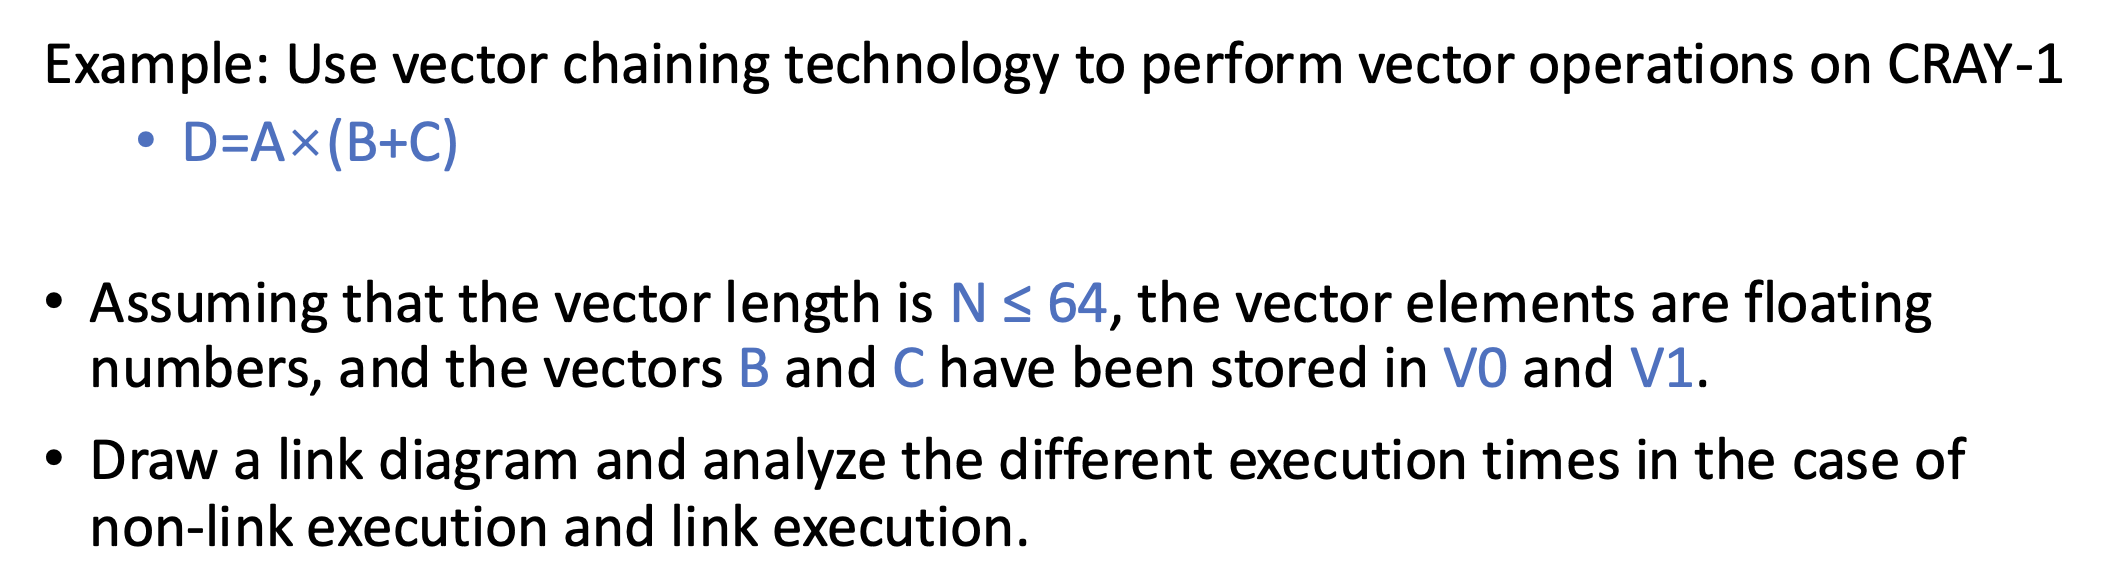 Example: Use vector chaining technology to perform vector operations on CRAY-1
• D=A×(B+C)
• Assuming that the vector length is N ≤ 64, the vector elements are floating
numbers, and the vectors B and C have been stored in V0 and V1.
• Draw a link diagram and analyze the different execution times in the case of
non-link execution and link execution.